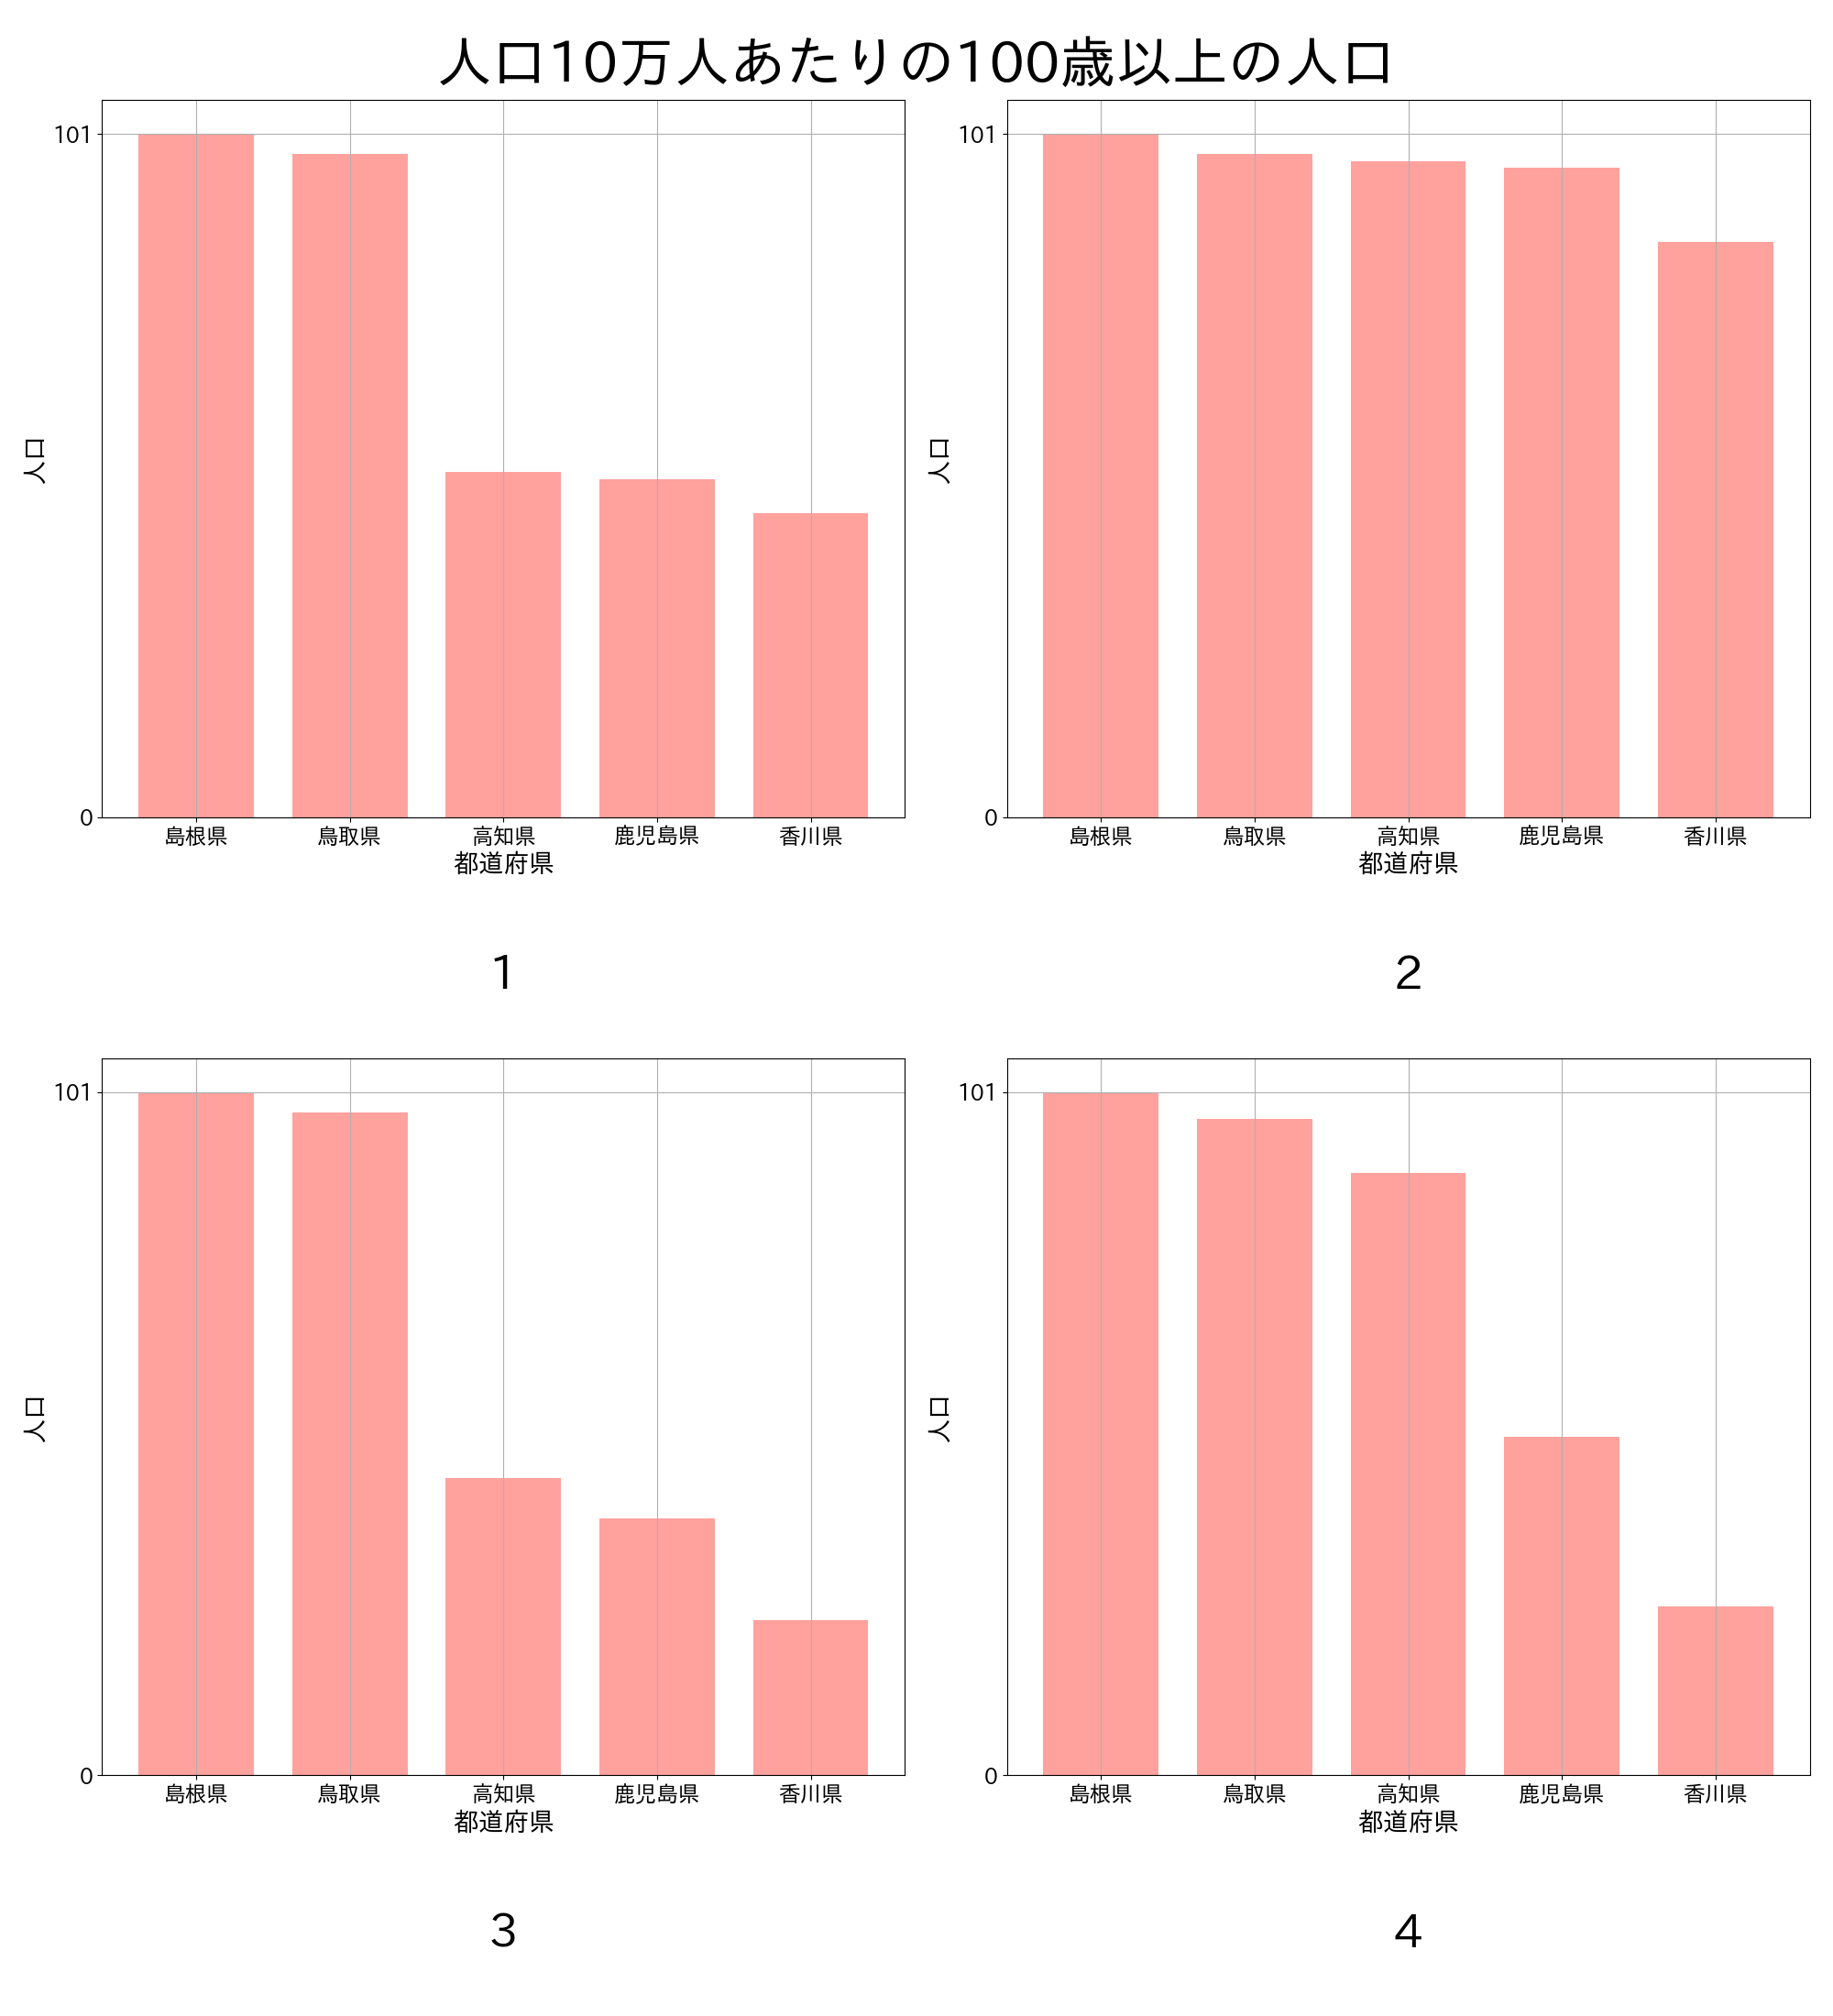 人口10万人あたりの100歳以上の人口
人口
101
0
島根県 鳥取県 高知県 鹿児島県 香川県
都道府県
1
人口
101
0
島根県 鳥取県 高知県 鹿児島県 香川県
都道府県
2
人口
101
0
島根県 鳥取県 高知県 鹿児島県 香川県
都道府県
3
人口
101
0
島根県 鳥取県 高知県 鹿児島県 香川県
都道府県
4